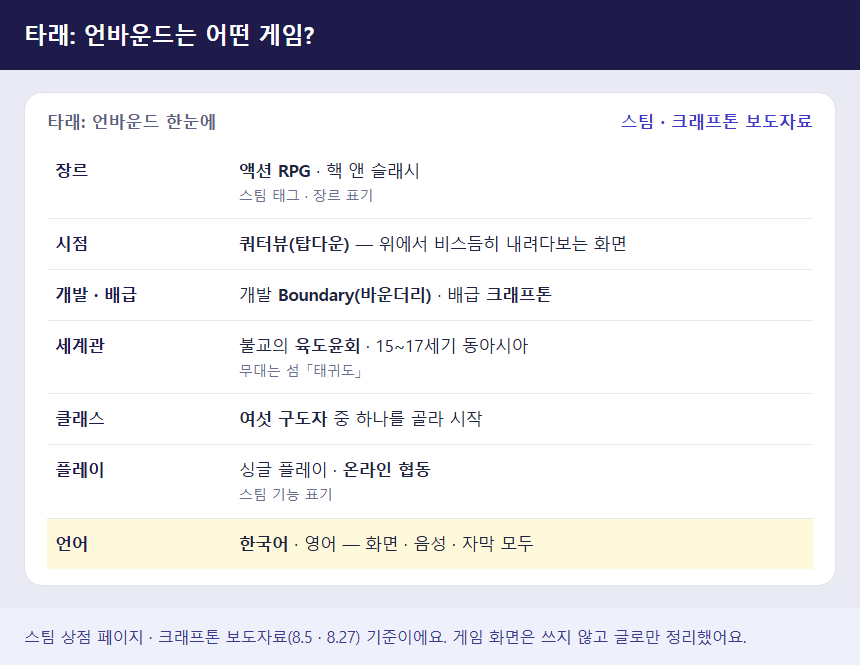 타래: 언바운드는 어떤 게임?
타래: 언바운드 한눈에
스팀 · 크래프톤 보도자료
장르
액션 RPG · 핵 앤 슬래시
스팀 태그 · 장르 표기
시점
쿼터뷰(탑다운) — 위에서 비스듬히 내려다보는 화면
개발 · 배급
개발 Boundary(바운더리) · 배급 크래프톤
세계관
불교의 육도윤회 · 15~17세기 동아시아
무대는 섬 「태귀도」
클래스
여섯 구도자 중 하나를 골라 시작
플레이
싱글 플레이 · 온라인 협동
스팀 기능 표기
언어
한국어 · 영어 — 화면 · 음성 · 자막 모두
스팀 상점 페이지 · 크래프톤 보도자료(8.5 · 8.27) 기준이에요. 게임 화면은 쓰지 않고 글로만 정리했어요.